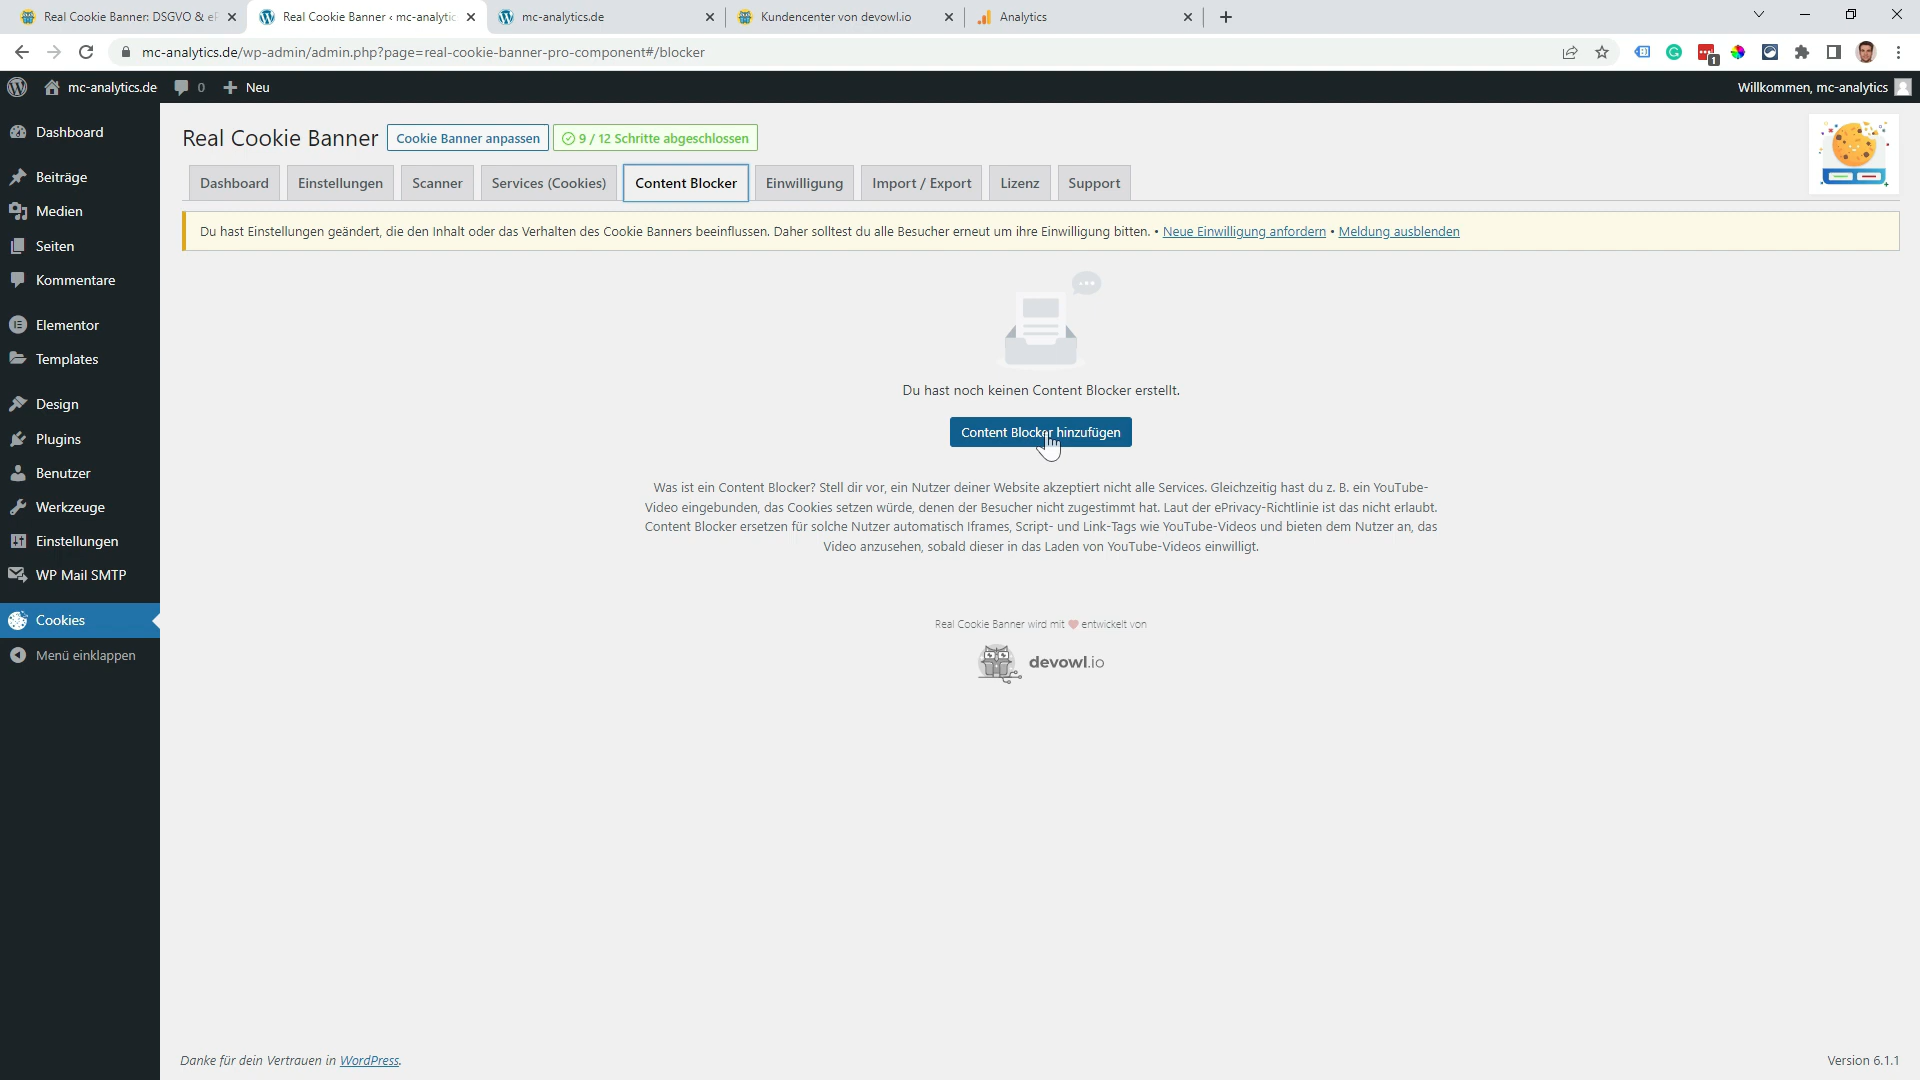 Real Cookie Banner: DSGVO & eF
Real Cookie Banner ‹ mc-analytic
mc-analytics.de
Kundencenter von devowl.io
Analytics
mc-analytics.de/wp-admin/admin.php?page=real-cookie-banner-pro-component#/blocker
1
mc-analytics.de
0
Neu
Willkommen, mc-analytics
Dashboard
Beiträge
Medien
Seiten
Kommentare
Elementor
Templates
Design
Plugins
Benutzer
Werkzeuge
Einstellungen
WP Mail SMTP
Cookies
Menü einklappen
Real Cookie Banner
Cookie Banner anpassen
9 / 12 Schritte abgeschlossen
Dashboard
Einstellungen
Scanner
Services (Cookies)
Content Blocker
Einwilligung
Import / Export
Lizenz
Support
Du hast Einstellungen geändert, die den Inhalt oder das Verhalten des Cookie Banners beeinflussen. Daher solltest du alle Besucher erneut um ihre Einwilligung bitten. • Neue Einwilligung anfordern • Meldung ausblenden
Du hast noch keinen Content Blocker erstellt.
Content Blocker hinzufügen
Was ist ein Content Blocker? Stell dir vor, ein Nutzer deiner Website akzeptiert nicht alle Services. Gleichzeitig hast du z. B. ein YouTube-
Video eingebunden, das Cookies setzen würde, denen der Besucher nicht zugestimmt hat. Laut der ePrivacy-Richtlinie ist das nicht erlaubt.
Content Blocker ersetzen für solche Nutzer automatisch Iframes, Script- und Link-Tags wie YouTube-Videos und bieten dem Nutzer an, das
Video anzusehen, sobald dieser in das Laden von YouTube-Videos einwilligt.
Real Cookie Banner wird mit ❤ entwickelt von
devowl.io
Danke für dein Vertrauen in WordPress.
Version 6.1.1